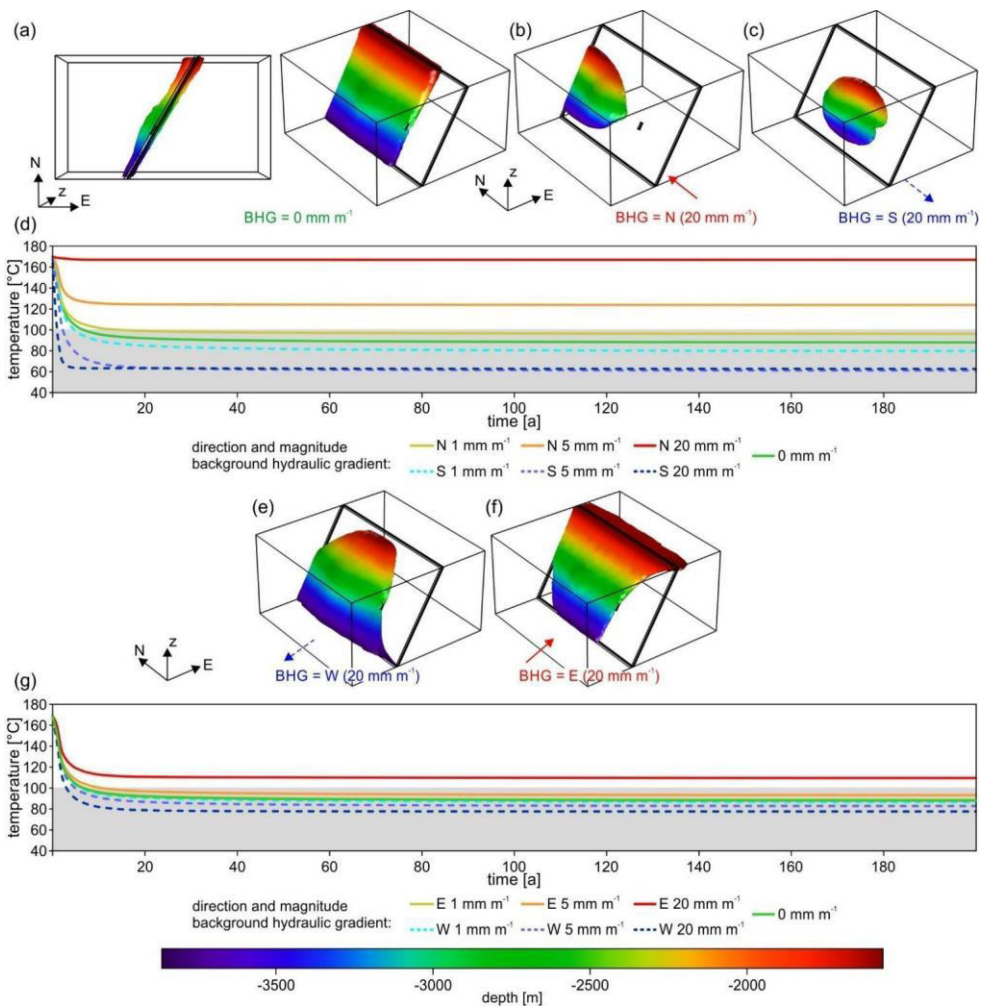 (a)
(b)
(c)
N
z
E
N
z
E
BHG = 0 mm m⁻¹
BHG = N (20 mm m⁻¹)
BHG = S (20 mm m⁻¹)
(d)
temperature [°C]
180
160
140
120
100
80
60
40
20
40
60
80
100
120
140
160
180
time [a]
direction and magnitude
background hydraulic gradient:
N 1 mm m⁻¹
N 5 mm m⁻¹
N 20 mm m⁻¹
0 mm m⁻¹
S 1 mm m⁻¹
S 5 mm m⁻¹
S 20 mm m⁻¹
(e)
(f)
N
z
E
BHG = W (20 mm m⁻¹)
BHG = E (20 mm m⁻¹)
(g)
temperature [°C]
180
160
140
120
100
80
60
40
20
40
60
80
100
120
140
160
180
time [a]
direction and magnitude
background hydraulic gradient:
E 1 mm m⁻¹
E 5 mm m⁻¹
E 20 mm m⁻¹
0 mm m⁻¹
W 1 mm m⁻¹
W 5 mm m⁻¹
W 20 mm m⁻¹
-3500
-3000
-2500
-2000
depth [m]